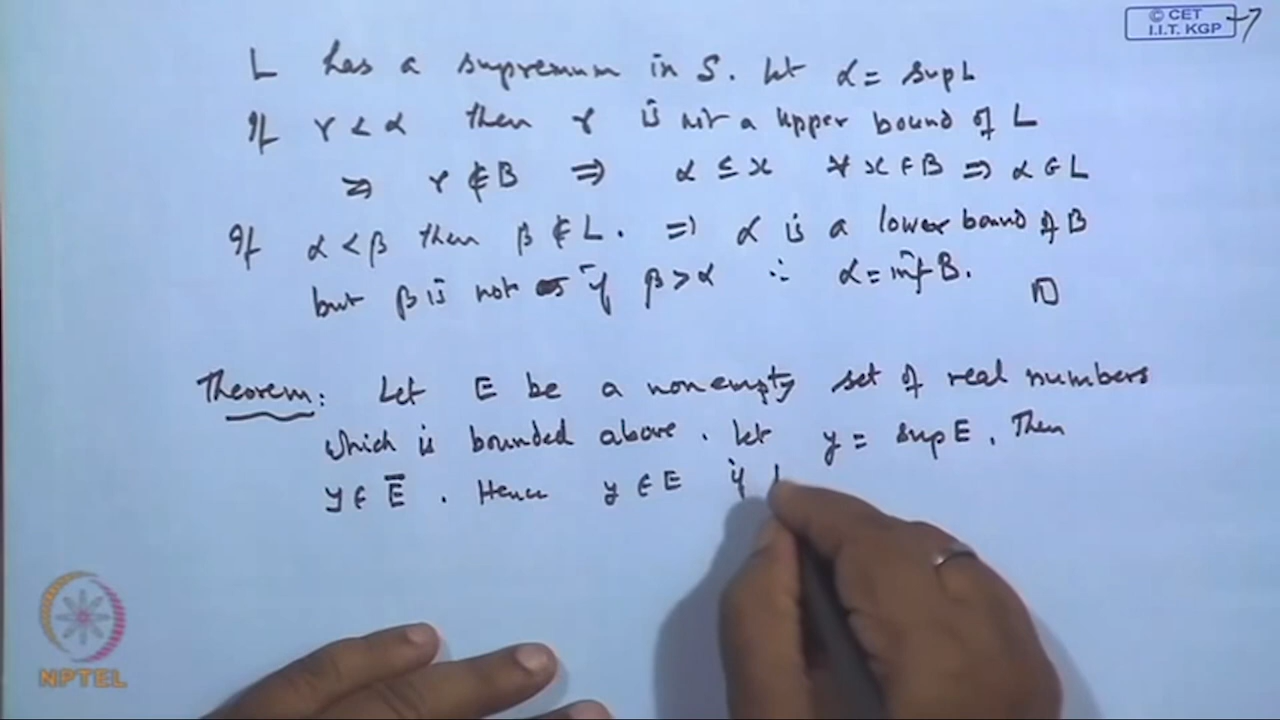 © CET
I.I.T. KGP
L has a supremum in S. Let α = sup L
If γ < α then γ is not a upper bound of L
⇒ γ ∉ B ⇒ α ≤ x ∀ x ∈ B ⇒ α ∈ L
If α < β then β ∉ L. ⇒ α is a lower bound of B
but β is not if β > α ∴ α = inf B.
Theorem: Let E be a nonempty set of real numbers
which is bounded above. Let y = sup E. Then
y ∈ Ē. Hence y ∈ E if
NPTEL